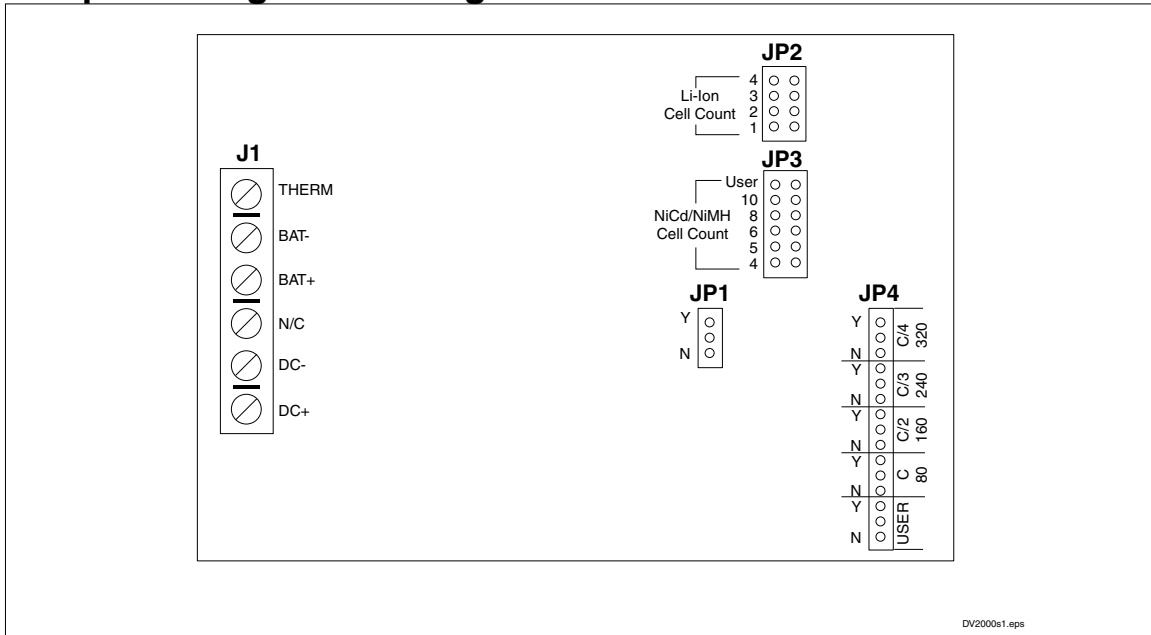 J1
THERM
BAT-
BAT+
N/C
DC-
DC+
JP2
Li-Ion
Cell Count
4
3
2
1
JP3
NiCd/NiMH
Cell Count
User
10
8
6
5
4
JP1
Y
N
JP4
Y
N
C/4
320
Y
N
C/3
240
Y
N
C/2
160
Y
N
C
80
Y
N
USER
DV2000s1.eps